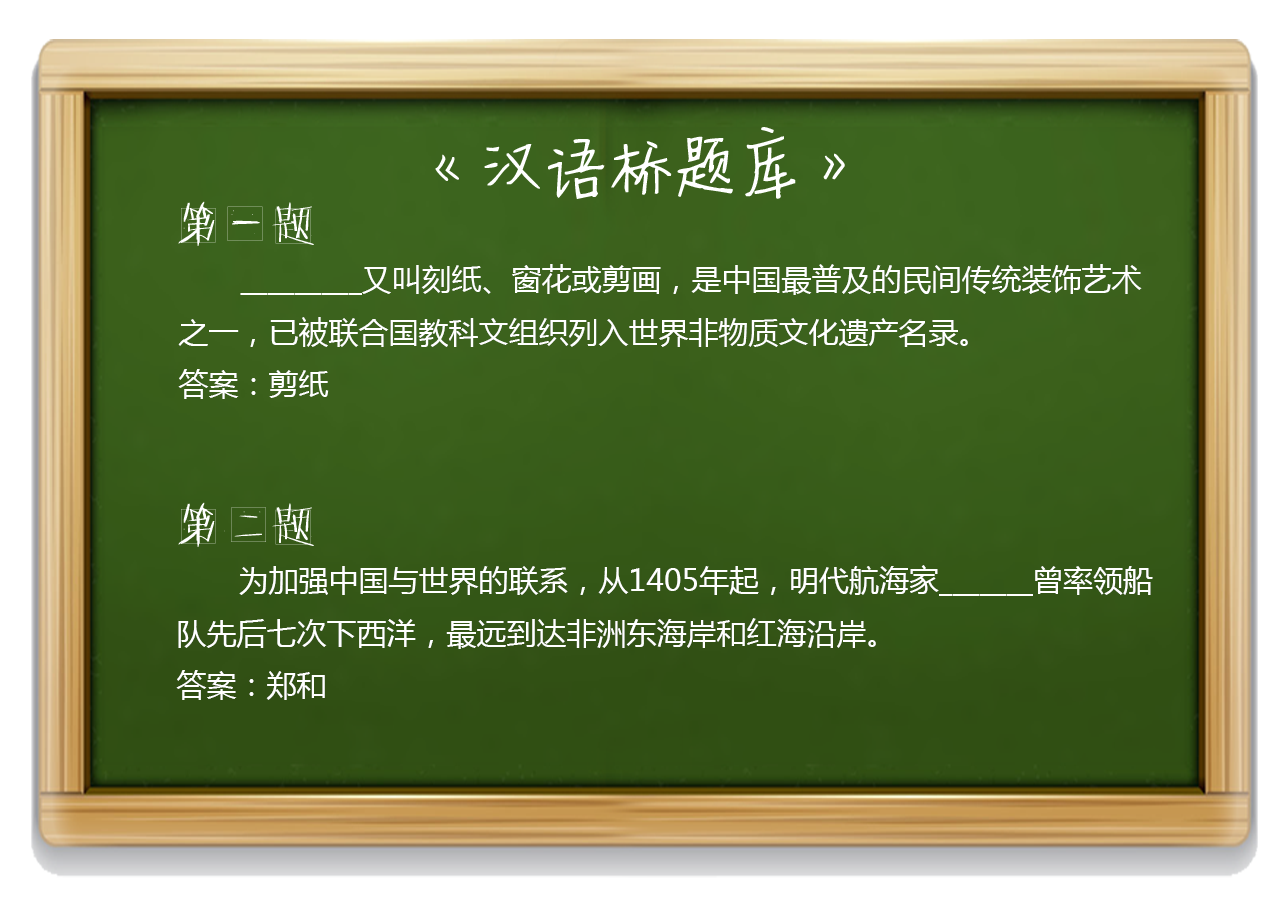 《汉语桥题库》
第一题
_________又叫刻纸、窗花或剪画，是中国最普及的民间传统装饰艺术
之一，已被联合国教科文组织列入世界非物质文化遗产名录。
答案：剪纸
第二题
为加强中国与世界的联系，从1405年起，明代航海家_______曾率领船
队先后七次下西洋，最远到达非洲东海岸和红海沿岸。
答案：郑和